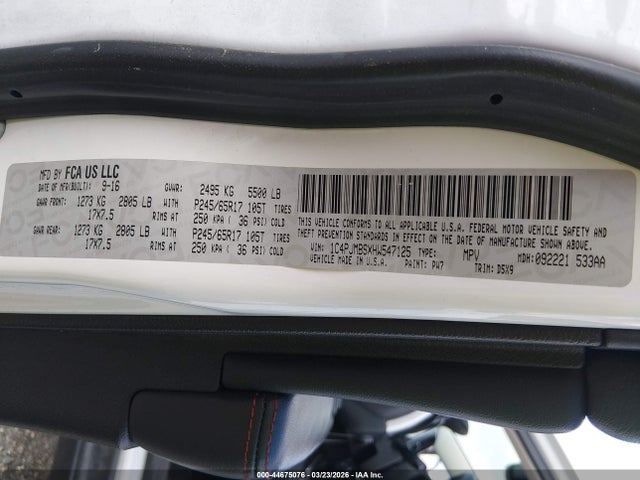 MFD BY FCA US LLC
DATE OF MFR(BUILT): 9-16 GVWR: 2495 KG 5500 LB
GAWR FRONT: 1273 KG 2805 LB WITH P245/65R17 105T TIRES
17X7.5 RIMS AT 250 KPA ( 36 PSI) COLD
GAWR REAR: 1273 KG 2805 LB WITH P245/65R17 105T TIRES
17X7.5 RIMS AT 250 KPA ( 36 PSI) COLD
THIS VEHICLE CONFORMS TO ALL APPLICABLE U.S.A. FEDERAL MOTOR VEHICLE SAFETY AND
THEFT PREVENTION STANDARDS IN EFFECT ON THE DATE OF MANUFACTURE SHOWN ABOVE.
VIN: 1C4PJMBSXHW547125 TYPE: MPV MDH: 092221 533AA
VEHICLE MADE IN U.S.A. PAINT: PW7 TRIM: DSX9
Stock ID: 44675076 - 03/23/2026 - © IAA Inc.